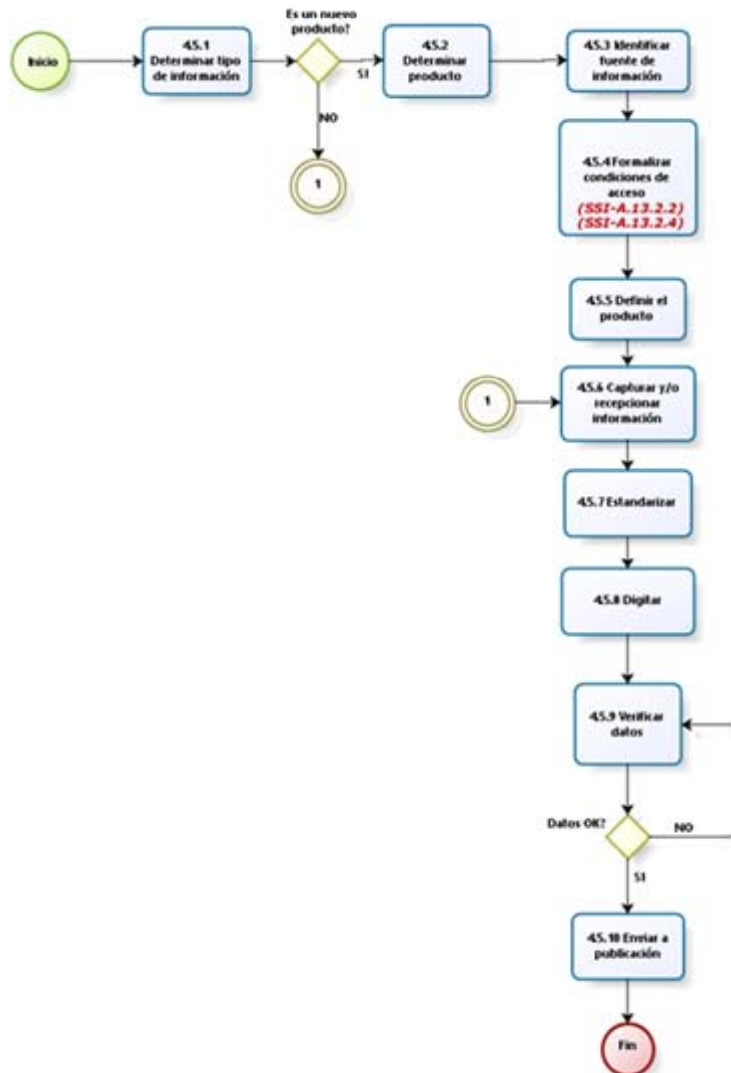 Es un nuevo
producto?
Inicio
4.5.1
Determinar tipo
de información
SI
4.5.2
Determinar
producto
4.5.3 Identificar
fuente de
información
NO
1
4.5.4 Formalizar
condiciones de
acceso
(SSI-A.13.2.2)
(SSI-A.13.2.4)
4.5.5 Definir el
producto
1
4.5.6 Capturar y/o
recepcionar
información
4.5.7 Estandarizar
4.5.8 Digitar
4.5.9 Verificar
datos
Datos OK?
NO
SI
4.5.10 Enviar a
publicación
Fin